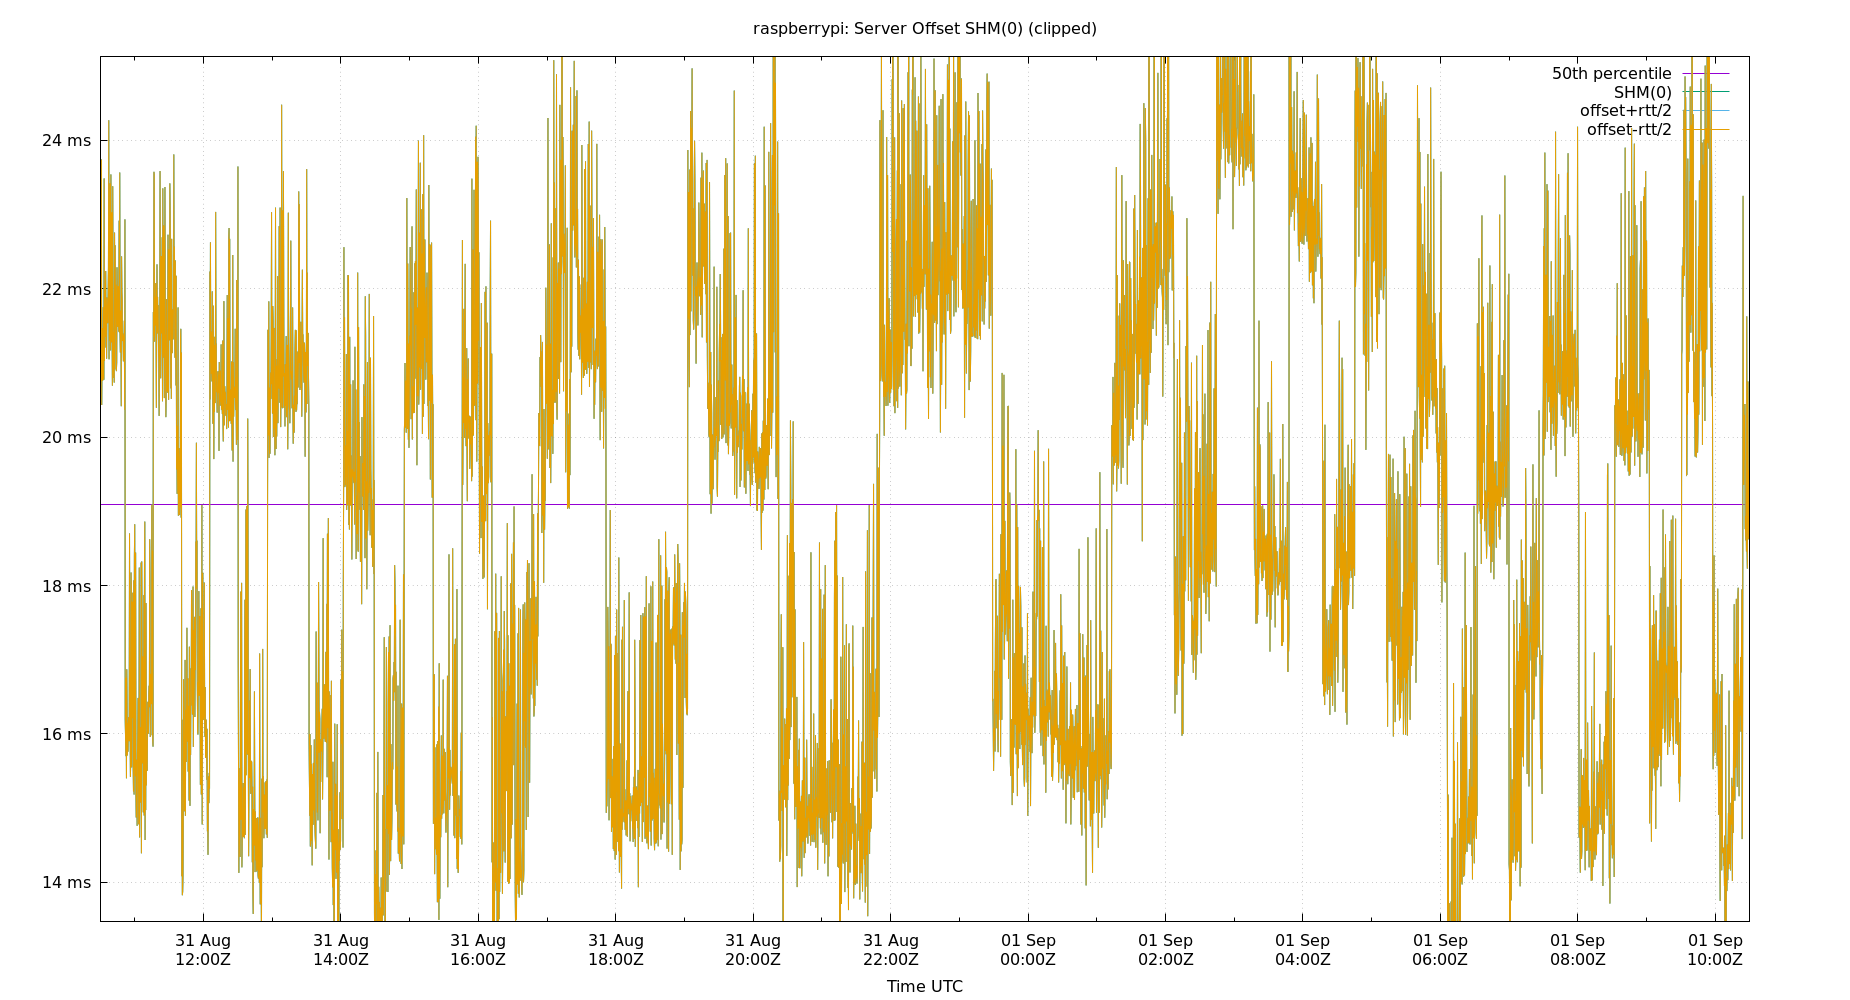 raspberrypi: Server Offset SHM(0) (clipped)
50th percentile
SHM(0)
offset+rtt/2
offset-rtt/2
24 ms
22 ms
20 ms
18 ms
16 ms
14 ms
31 Aug 31 Aug 31 Aug 31 Aug 31 Aug 31 Aug 01 Sep 01 Sep 01 Sep 01 Sep 01 Sep 01 Sep
12:00Z 14:00Z 16:00Z 18:00Z 20:00Z 22:00Z 00:00Z 02:00Z 04:00Z 06:00Z 08:00Z 10:00Z
Time UTC